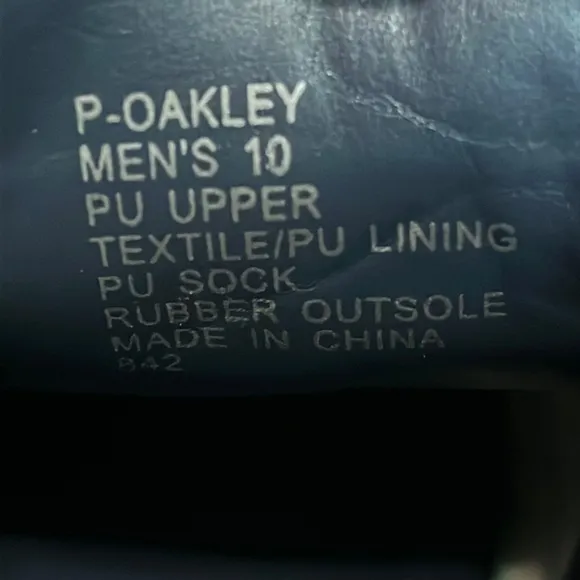 P-OAKLEY
MEN'S 10
PU UPPER
TEXTILE/PU LINING
PU SOCK
RUBBER OUTSOLE
MADE IN CHINA
842